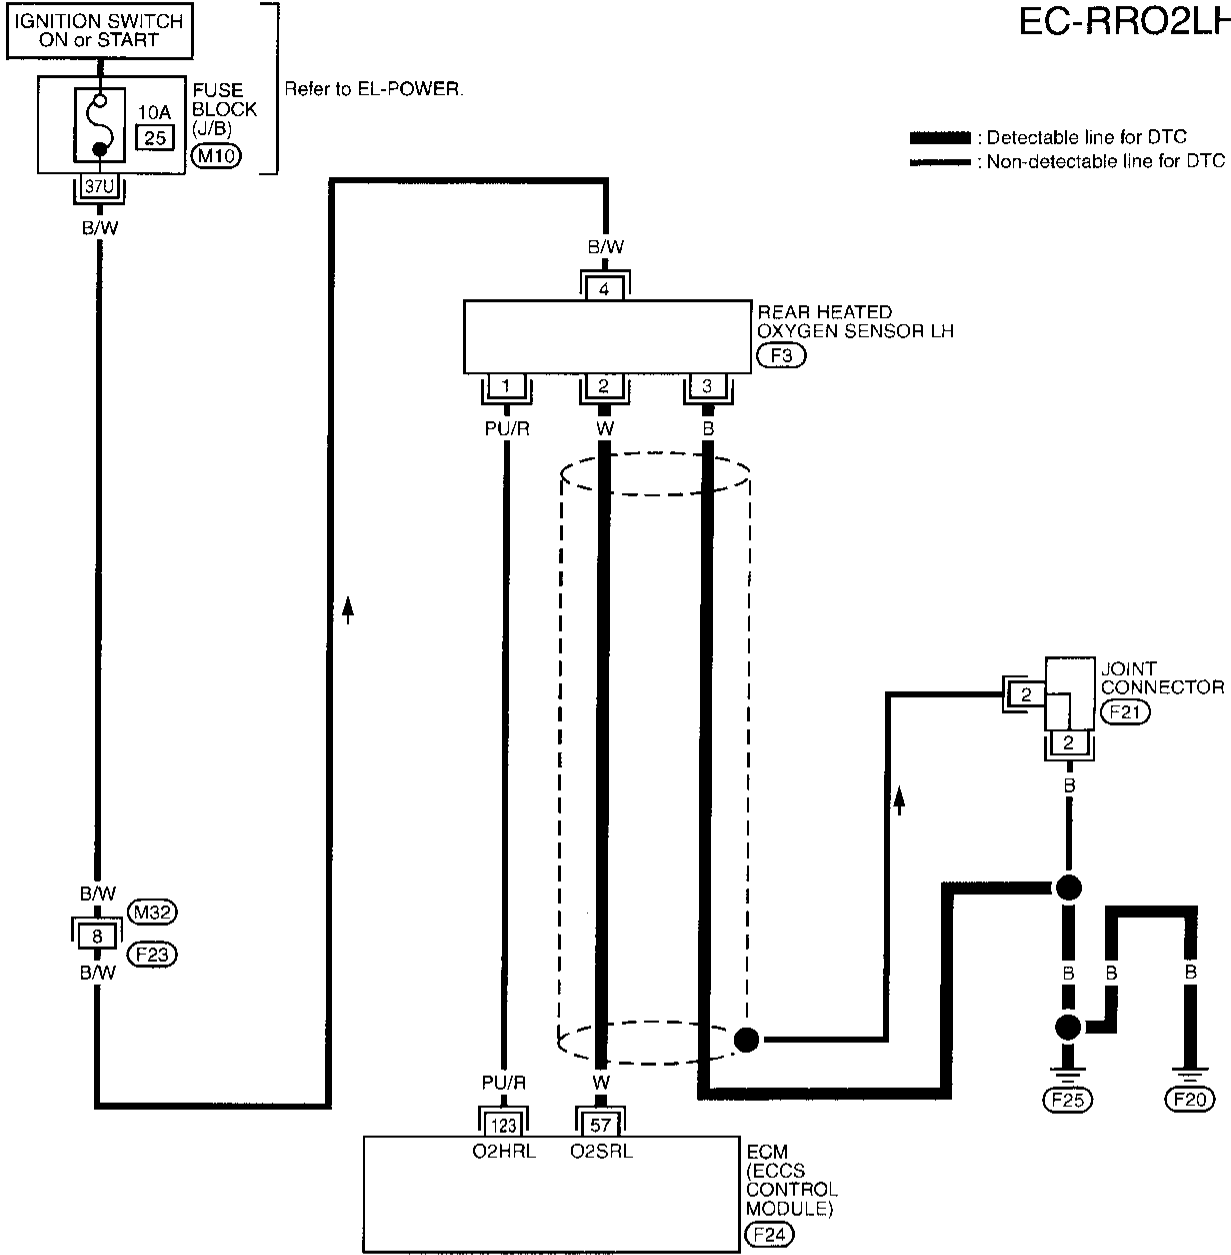 EC-RRO2LH
IGNITION SWITCH
ON or START
FUSE
BLOCK
(J/B)
M10
10A
25
37U
Refer to EL-POWER.
: Detectable line for DTC
: Non-detectable line for DTC
B/W
B/W
4
REAR HEATED
OXYGEN SENSOR LH
F3
1
2
3
PU/R
W
B
JOINT
CONNECTOR
F21
2
2
B
B/W
M32
8
F23
B/W
B
B
B
F25
F20
PU/R
W
123
57
O2HRL
O2SRL
ECM
(ECCS
CONTROL
MODULE)
F24